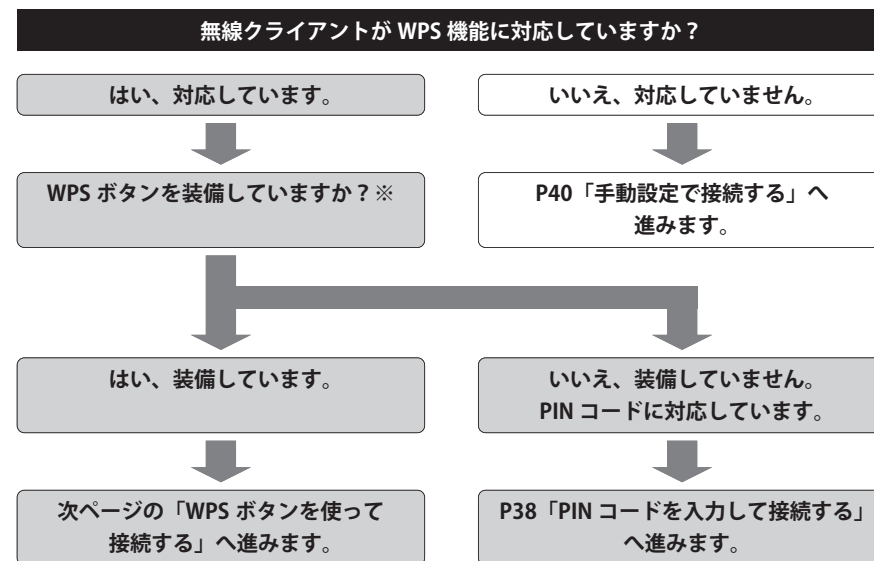 無線クライアントが WPS 機能に対応していますか？
はい、対応しています。
いいえ、対応していません。
WPS ボタンを装備していますか？※
P40「手動設定で接続する」へ
進みます。
はい、装備しています。
いいえ、装備していません。
PIN コードに対応しています。
次ページの「WPS ボタンを使って
接続する」へ進みます。
P38「PIN コードを入力して接続する」
へ進みます。